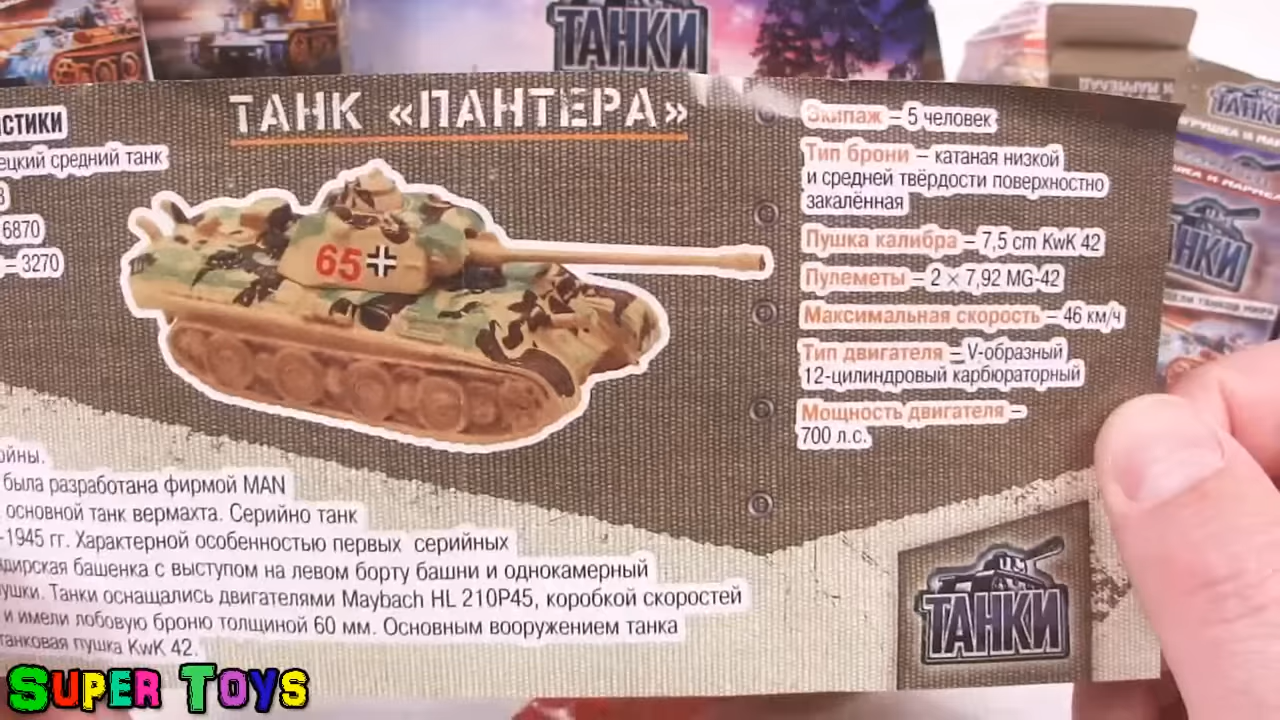 ТАНКИ
ТАНК «ПАНТЕРА»
ецкий средний танк
6870
– 3270
Экипаж – 5 человек
Тип брони – катаная низкой
и средней твёрдости поверхностно
закалённая
Пушка калибра – 7,5 cm KwK 42
Пулеметы – 2 × 7,92 MG-42
Максимальная скорость – 46 км/ч
Тип двигателя – V-образный
12-цилиндровый карбюраторный
Мощность двигателя –
700 л.с.
была разработана фирмой MAN
основной танк вермахта. Серийно танк
-1945 гг. Характерной особенностью первых серийных
башенка с выступом на левом борту башни и однокамерный
Танки оснащались двигателями Maybach HL 210P45, коробкой скоростей
и имели лобовую броню толщиной 60 мм. Основным вооружением танка
танковая пушка KwK 42.
65
ТАНКИ
ТАНКИ
ТАНКИ
SUPER TOYS